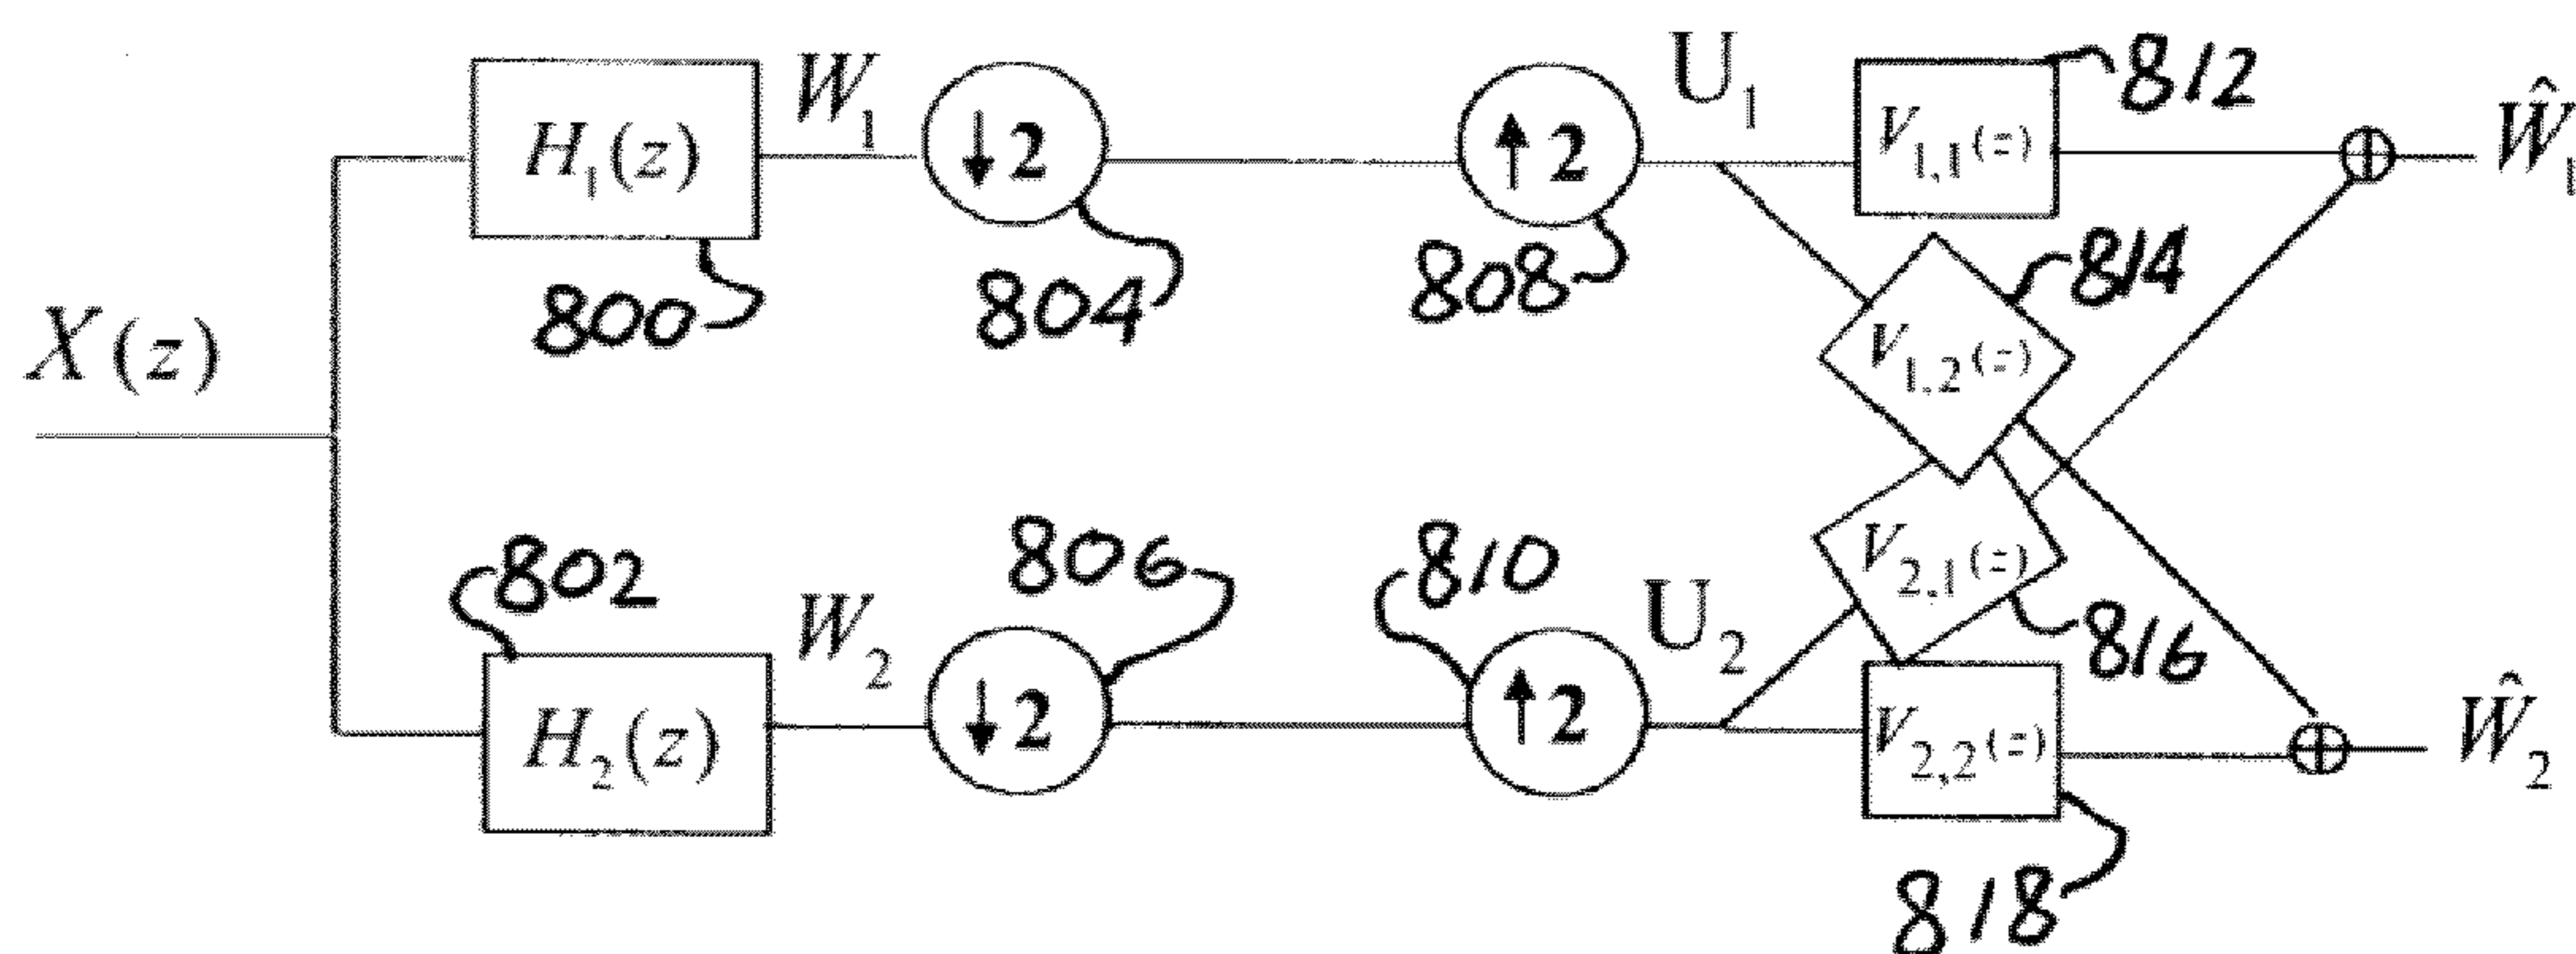 H₁(z)
W₁
↓2
↑2
U₁
V₁,₁(z)
812
Ŵ₁
800
804
808
814
X(z)
V₁,₂(z)
802
806
810
V₂,₁(z)
816
H₂(z)
W₂
↓2
↑2
U₂
V₂,₂(z)
Ŵ₂
818